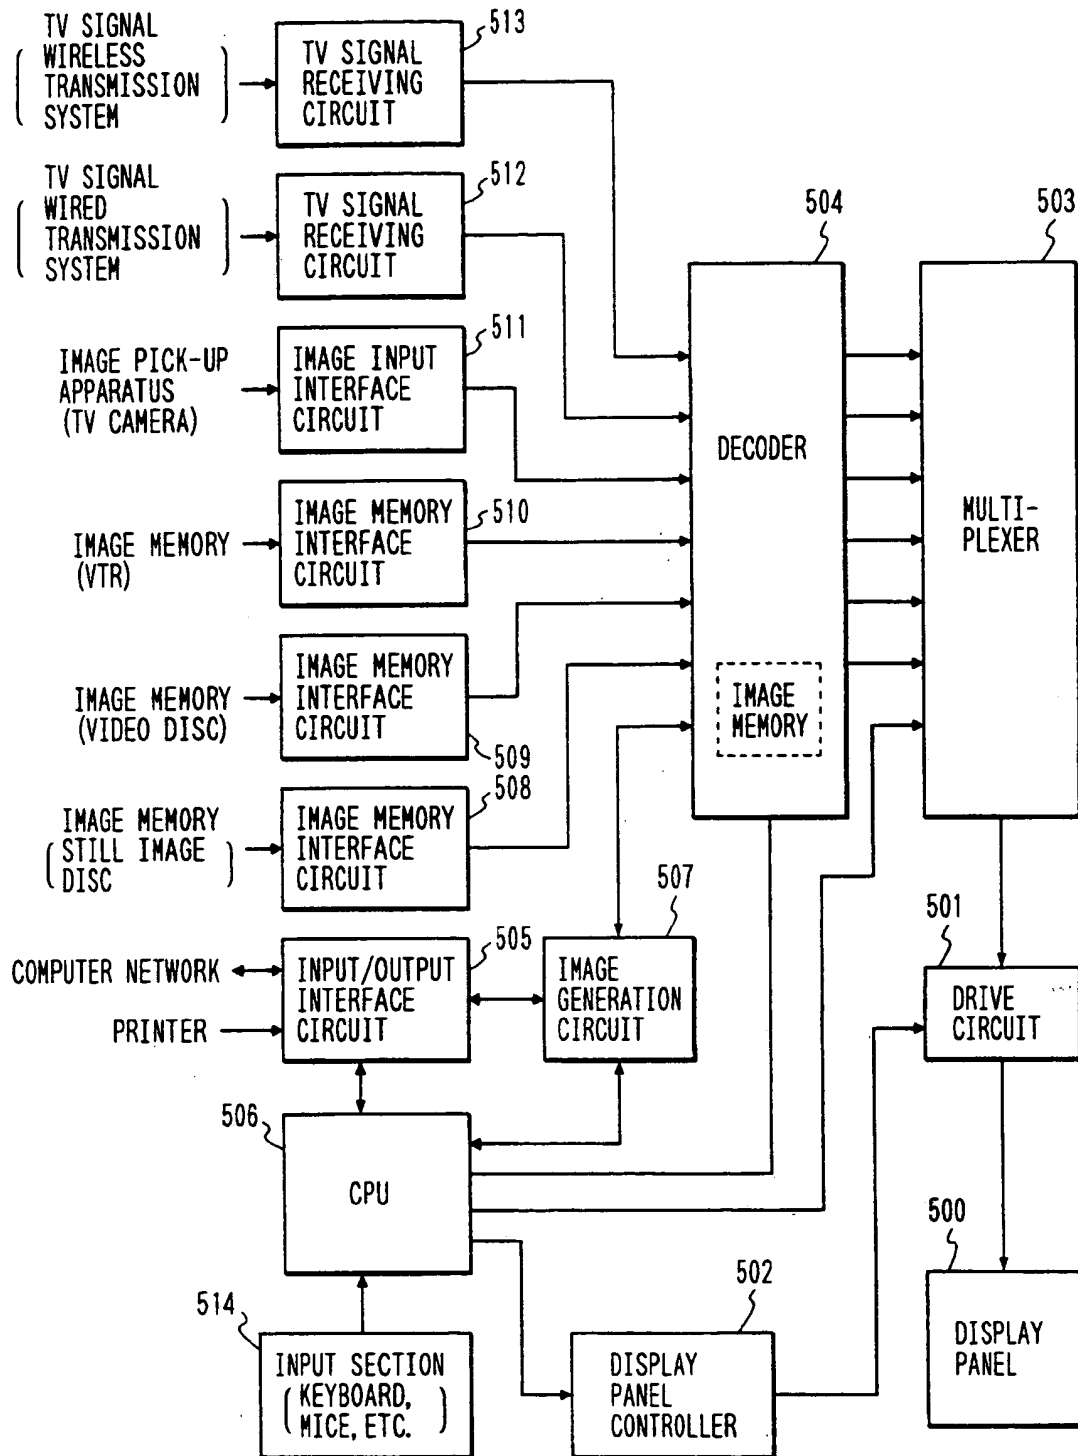 TV SIGNAL
WIRELESS
TRANSMISSION
SYSTEM
513
TV SIGNAL
RECEIVING
CIRCUIT
TV SIGNAL
WIRED
TRANSMISSION
SYSTEM
512
TV SIGNAL
RECEIVING
CIRCUIT
504
503
IMAGE PICK-UP
APPARATUS
(TV CAMERA)
511
IMAGE INPUT
INTERFACE
CIRCUIT
DECODER
MULTI-
PLEXER
IMAGE MEMORY
(VTR)
510
IMAGE MEMORY
INTERFACE
CIRCUIT
IMAGE MEMORY
(VIDEO DISC)
IMAGE MEMORY
INTERFACE
CIRCUIT
509
IMAGE
MEMORY
508
IMAGE MEMORY
STILL IMAGE
DISC
IMAGE MEMORY
INTERFACE
CIRCUIT
507
501
COMPUTER NETWORK
PRINTER
505
INPUT/OUTPUT
INTERFACE
CIRCUIT
IMAGE
GENERATION
CIRCUIT
DRIVE
CIRCUIT
506
CPU
500
DISPLAY
PANEL
514
INPUT SECTION
(KEYBOARD,
MICE, ETC.)
502
DISPLAY
PANEL
CONTROLLER